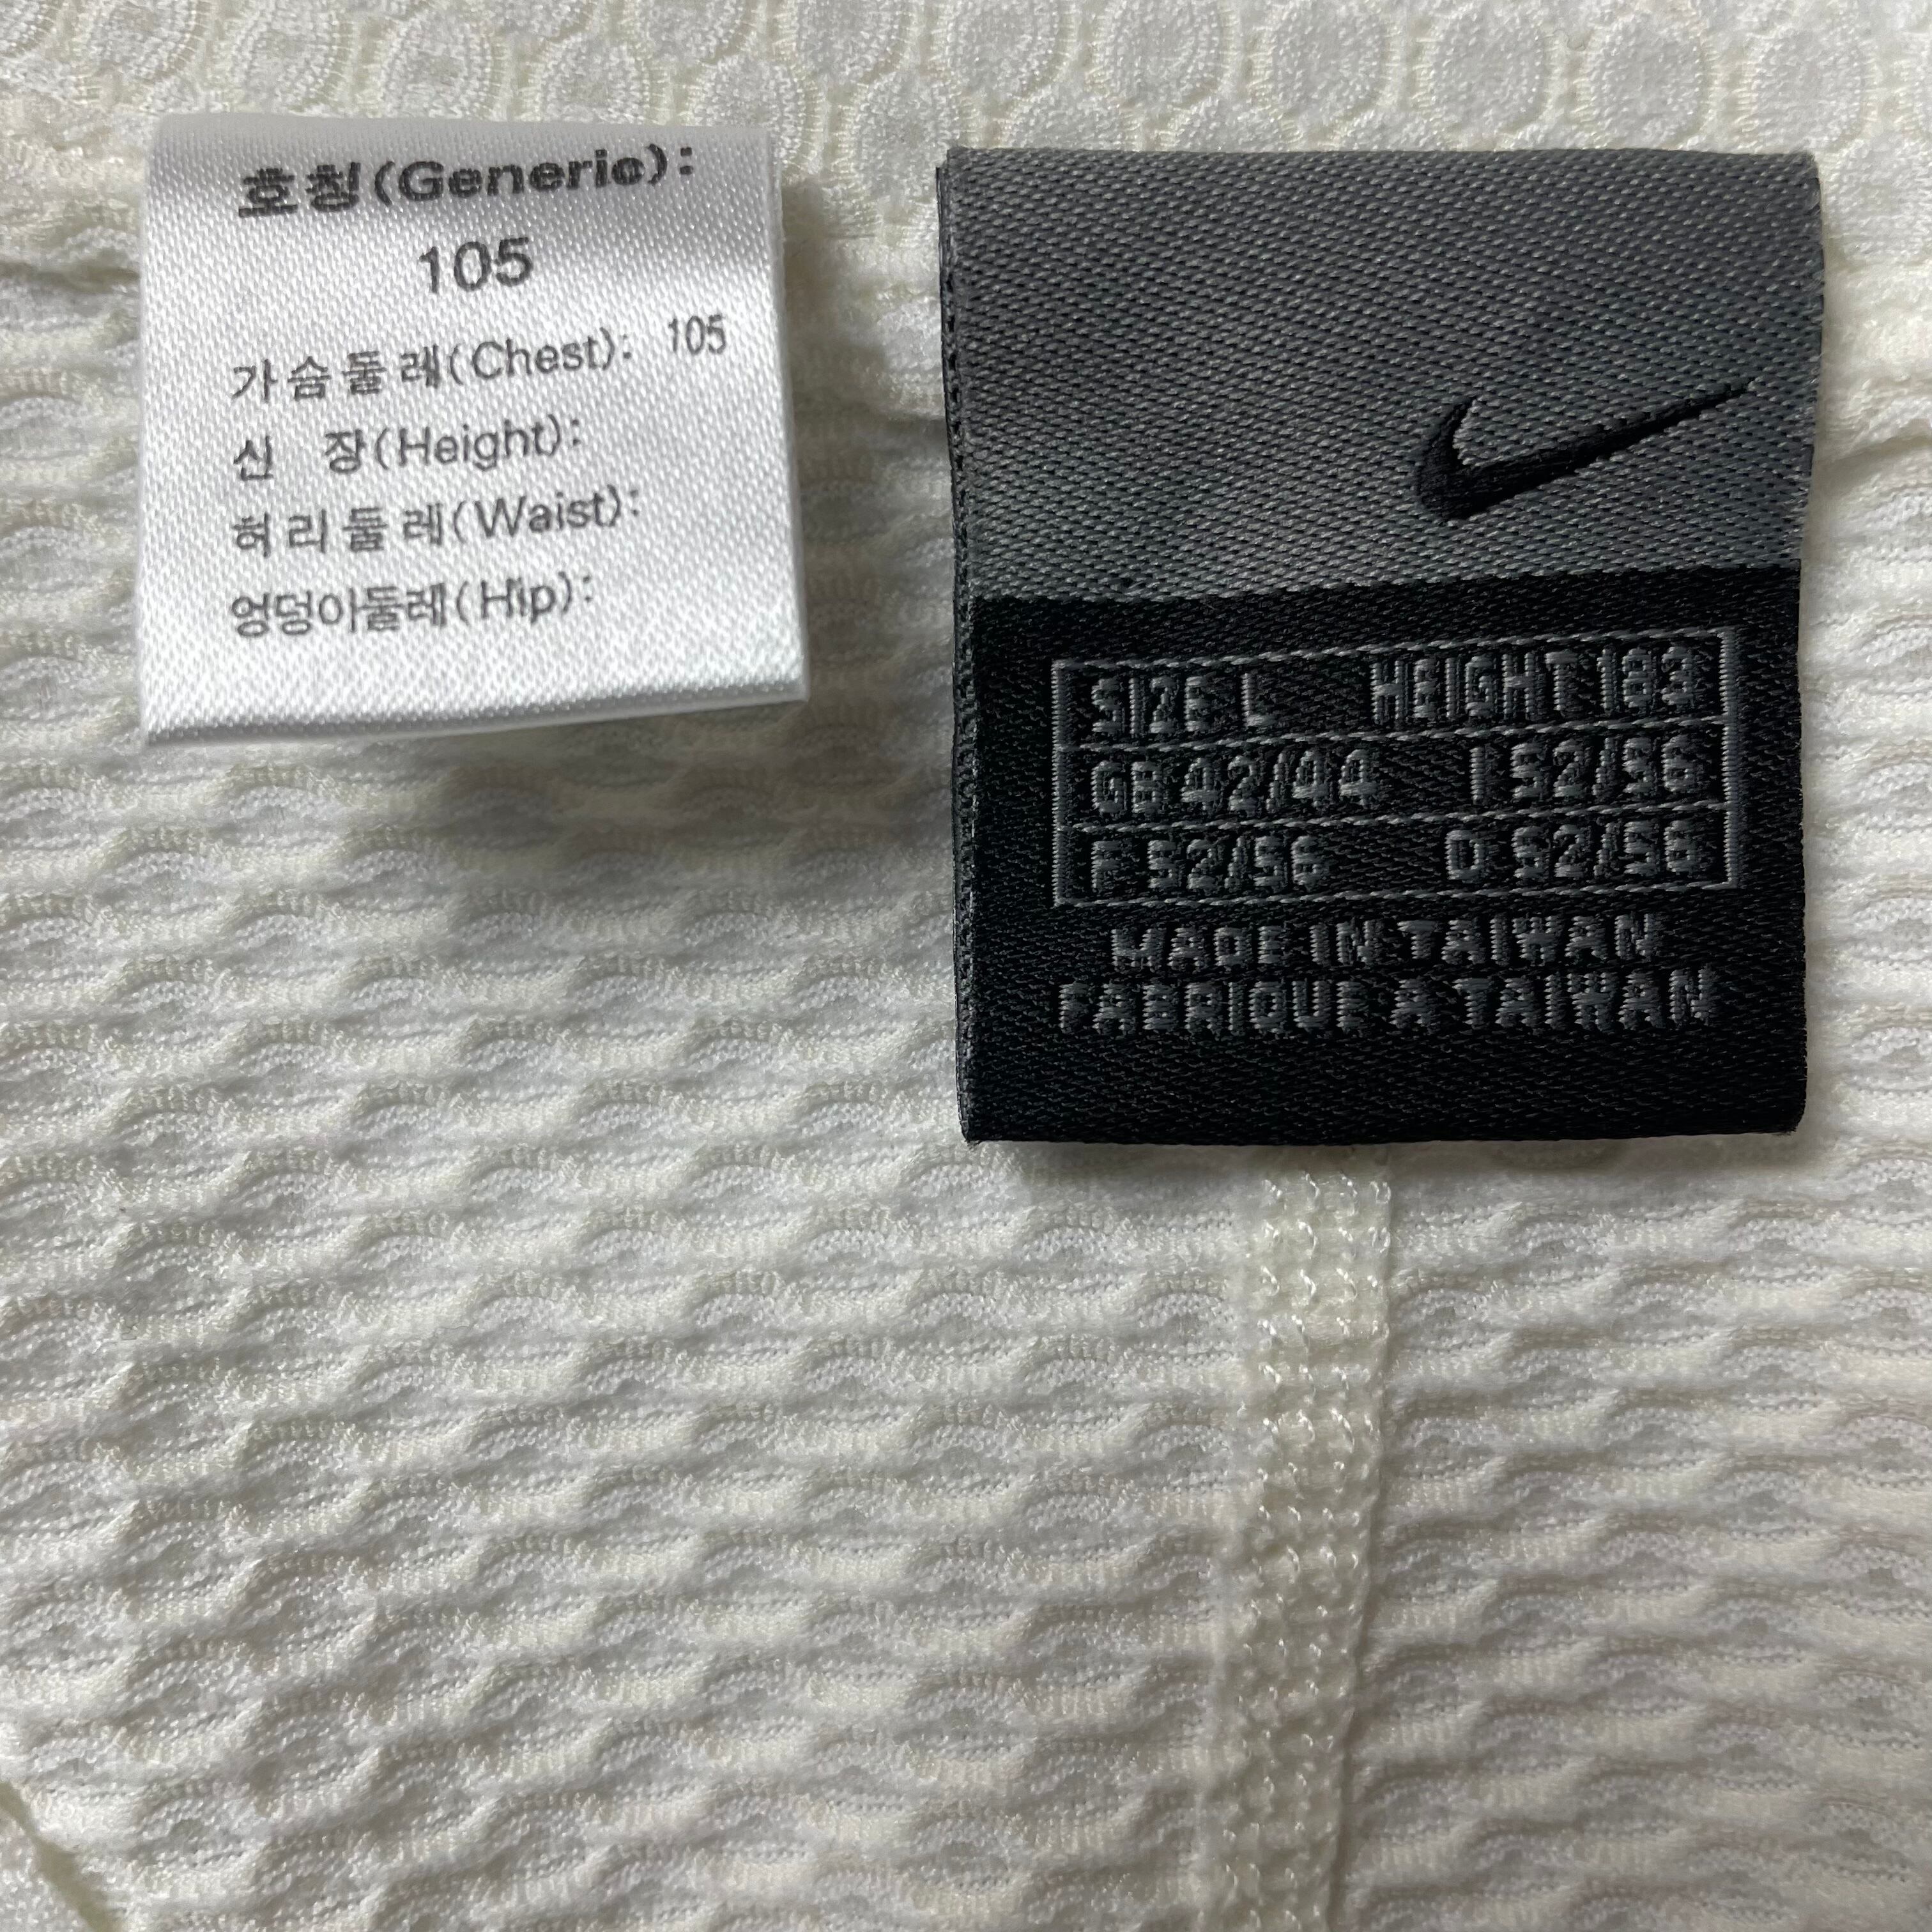 호칭(Generic):
105
가슴둘레(Chest): 105
신 장(Height):
허리둘레(Waist):
엉덩이둘레(Hip):
SIZE L HEIGHT 183
GB 42/44 I 52/56
F 52/56 D 52/56
MADE IN TAIWAN
FABRIQUE A TAIWAN